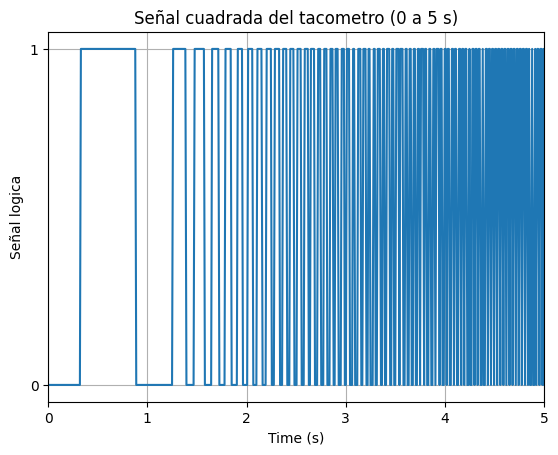 Señal cuadrada del tacometro (0 a 5 s)
1
Señal logica
0
0 1 2 3 4 5
Time (s)